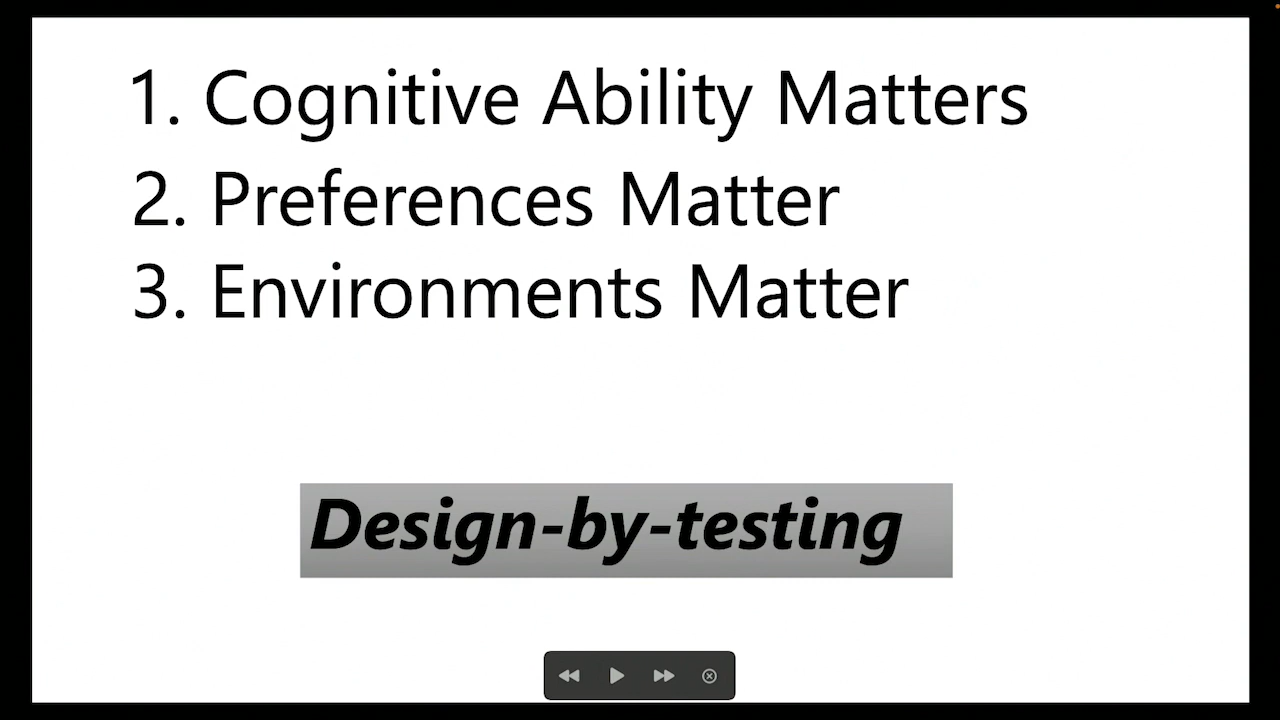 1. Cognitive Ability Matters
2. Preferences Matter
3. Environments Matter
Design-by-testing